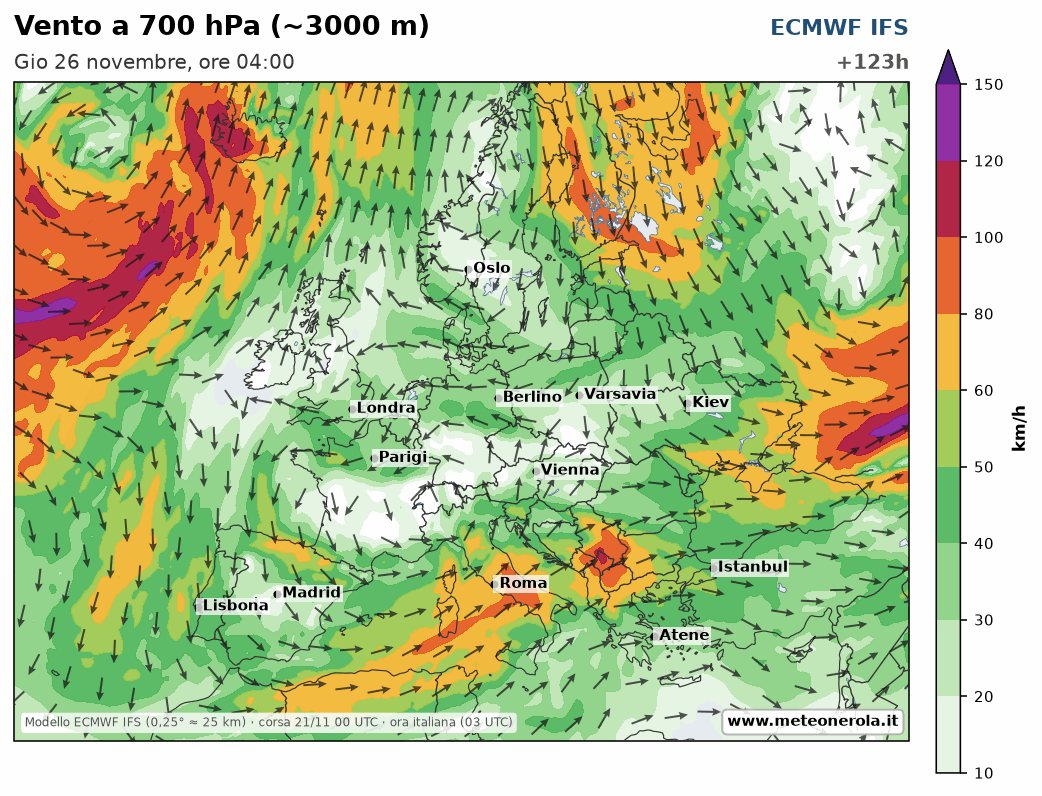 Vento a 700 hPa (~3000 m)
ECMWF IFS
Gio 26 novembre, ore 04:00
+123h
150
120
100
80
60
50
40
30
20
10
km/h
Oslo
Berlino
Varsavia
Kiev
Londra
Parigi
Vienna
Istanbul
Roma
Madrid
Lisbona
Atene
Modello ECMWF IFS (0,25° ≈ 25 km) · corsa 21/11 00 UTC · ora italiana (03 UTC)
www.meteonerola.it